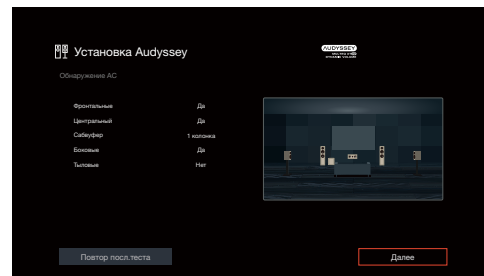 Установка Audyssey
AUDYSSEY
Обнаружение АС
Фронтальные Да
Центральный Да
Сабвуфер 1 колонка
Боковые Да
Тыловые Нет
Повтор посл.теста
Далее